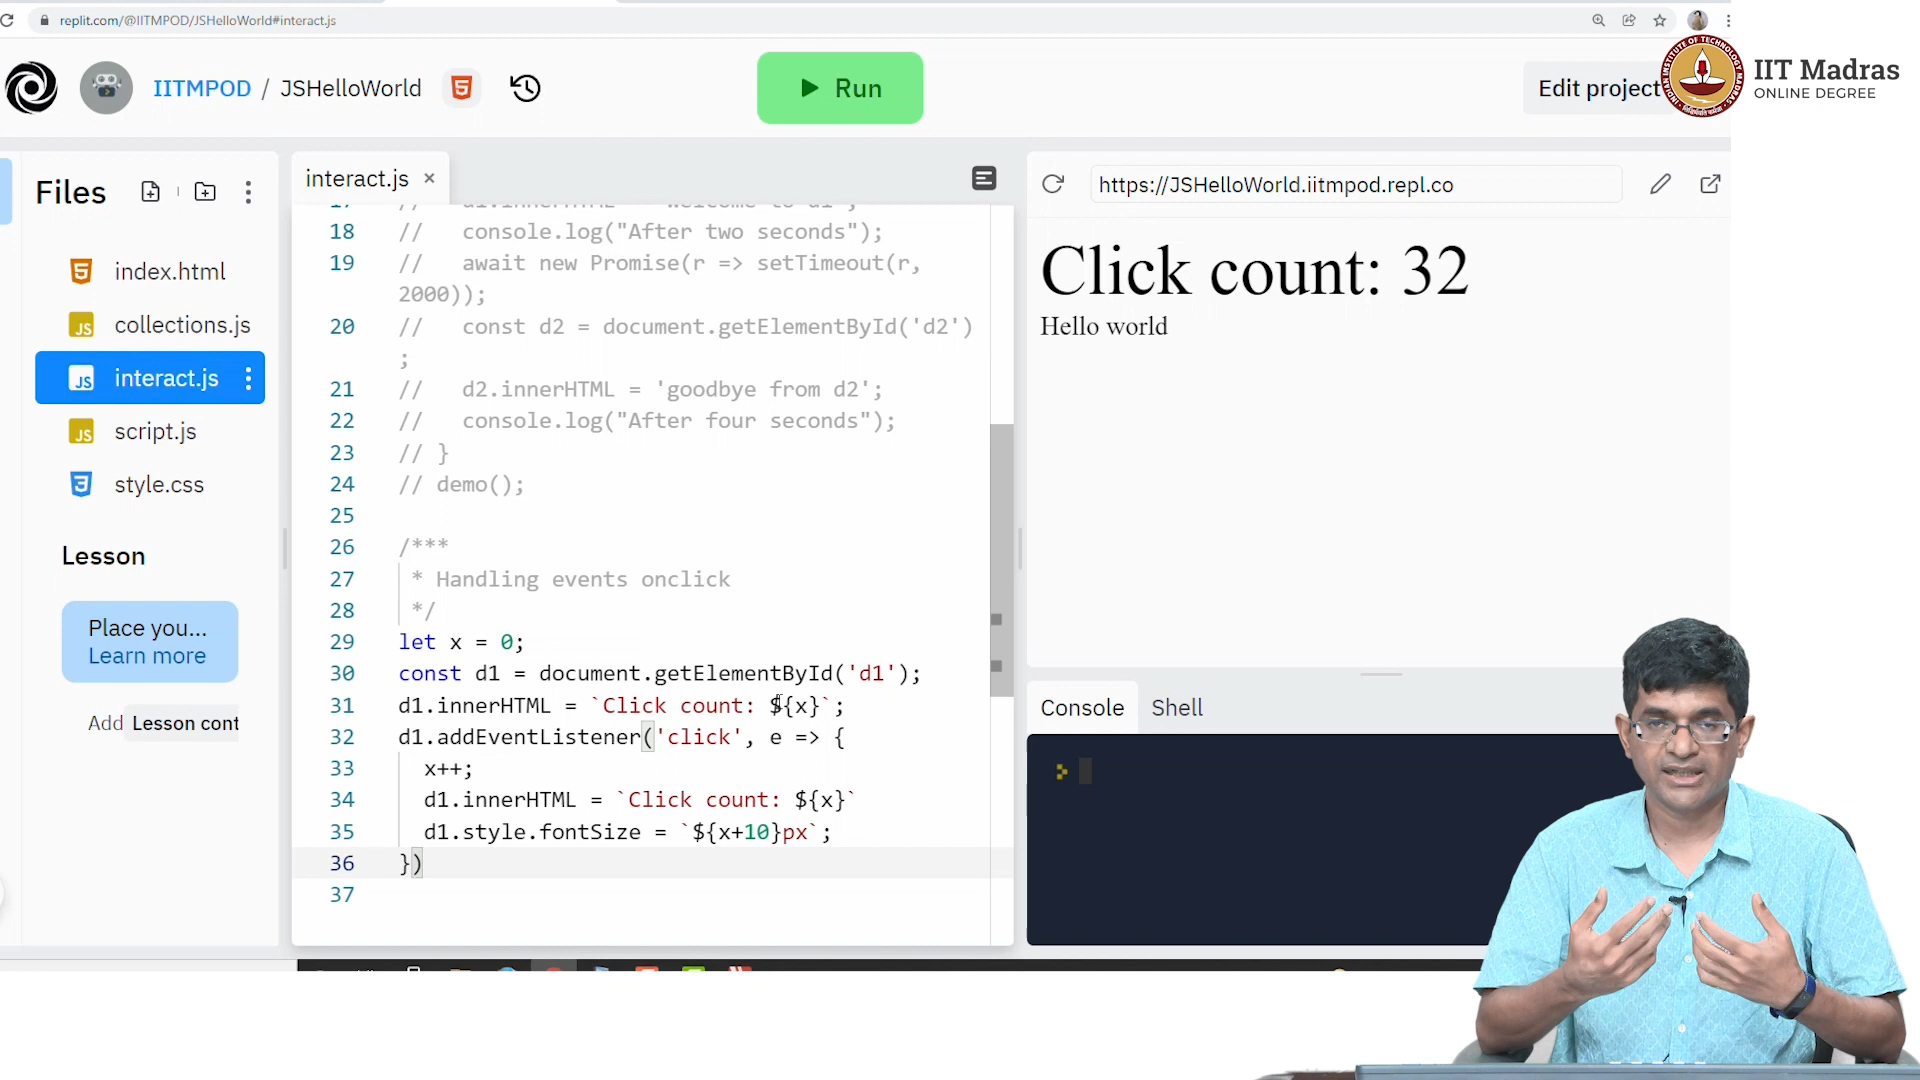 replit.com/@IITMPOD/JSHelloWorld#interact.js
IITMPOD / JSHelloWorld
Run
Edit project
IIT Madras
ONLINE DEGREE
Files
index.html
collections.js
interact.js
script.js
style.css
Lesson
Place you...
Learn more
Add Lesson cont
interact.js
17 // d1.innerHTML = 'welcome to d1';
18 // console.log("After two seconds");
19 // await new Promise(r => setTimeout(r,
2000));
20 // const d2 = document.getElementById('d2')
;
21 // d2.innerHTML = 'goodbye from d2';
22 // console.log("After four seconds");
23 // }
24 // demo();
25
26 /***
27 * Handling events onclick
28 */
29 let x = 0;
30 const d1 = document.getElementById('d1');
31 d1.innerHTML = `Click count: ${x}`;
32 d1.addEventListener('click', e => {
33 x++;
34 d1.innerHTML = `Click count: ${x}`
35 d1.style.fontSize = `${x+10}px`;
36 })
37
https://JSHelloWorld.iitmpod.repl.co
Click count: 32
Hello world
Console
Shell
>